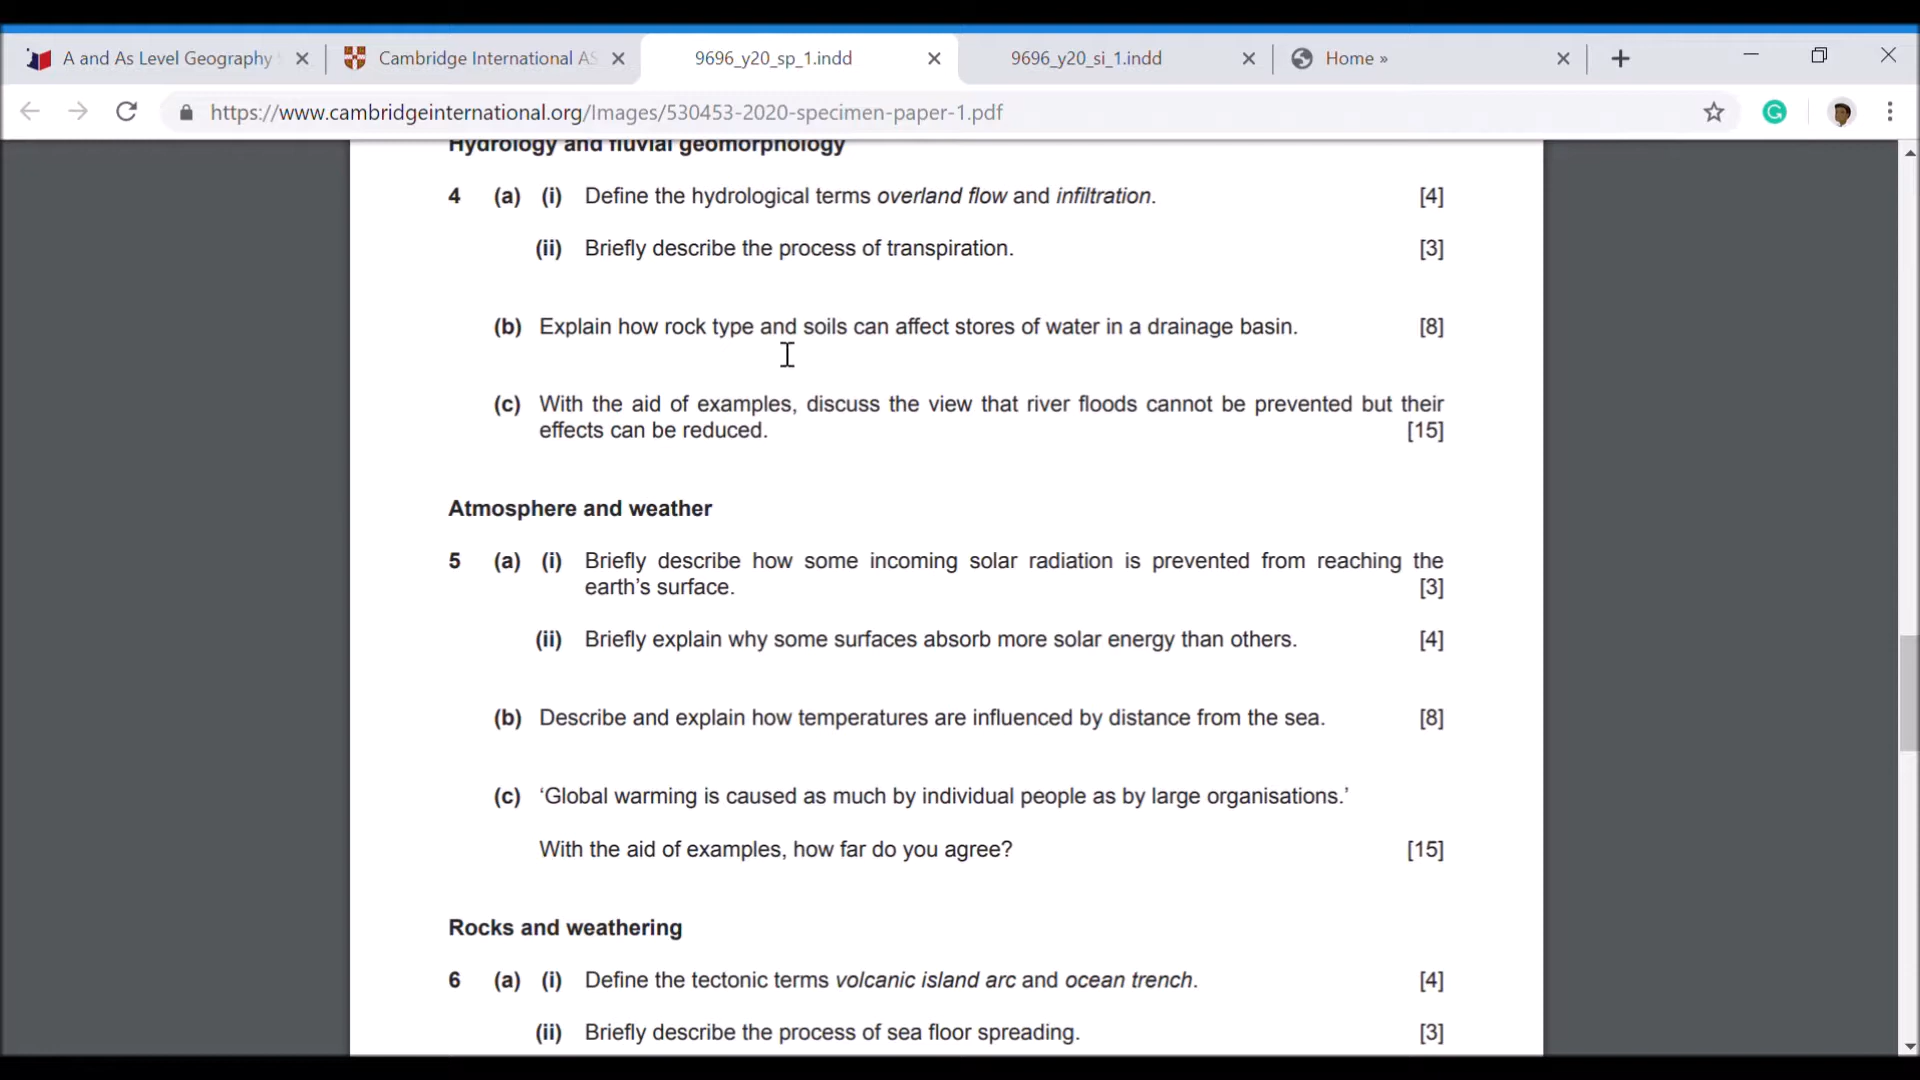 A and As Level Geography
Cambridge International AS
9696_y20_sp_1.indd
9696_y20_si_1.indd
Home »
https://www.cambridgeinternational.org/Images/530453-2020-specimen-paper-1.pdf
Hydrology and fluvial geomorphology
4 (a) (i) Define the hydrological terms overland flow and infiltration. [4]
(ii) Briefly describe the process of transpiration. [3]
(b) Explain how rock type and soils can affect stores of water in a drainage basin. [8]
(c) With the aid of examples, discuss the view that river floods cannot be prevented but their
effects can be reduced. [15]
Atmosphere and weather
5 (a) (i) Briefly describe how some incoming solar radiation is prevented from reaching the
earth’s surface. [3]
(ii) Briefly explain why some surfaces absorb more solar energy than others. [4]
(b) Describe and explain how temperatures are influenced by distance from the sea. [8]
(c) ‘Global warming is caused as much by individual people as by large organisations.’
With the aid of examples, how far do you agree? [15]
Rocks and weathering
6 (a) (i) Define the tectonic terms volcanic island arc and ocean trench. [4]
(ii) Briefly describe the process of sea floor spreading. [3]